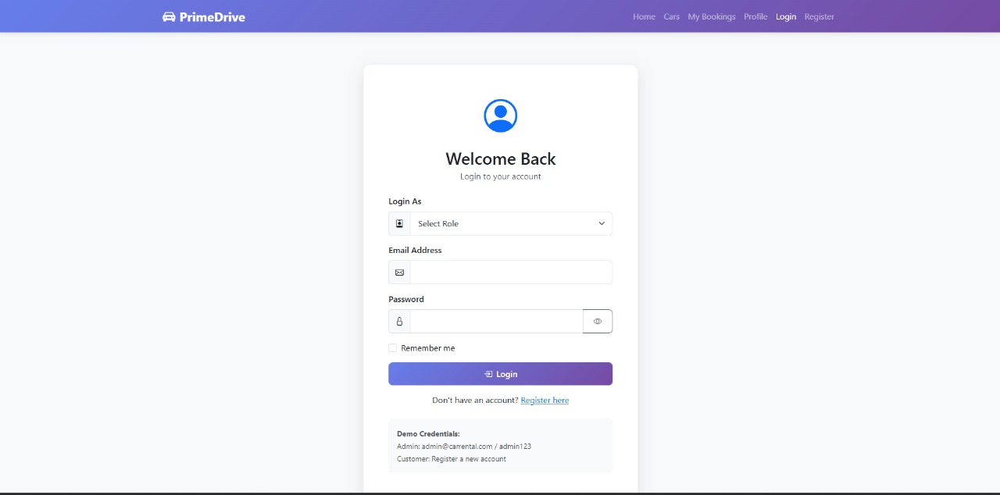 PrimeDrive
Home Cars My Bookings Profile Login Register
Welcome Back
Login to your account
Login As
Select Role
Email Address
Password
Remember me
Login
Don't have an account? Register here
Demo Credentials:
Admin: admin@carrental.com / admin123
Customer: Register a new account